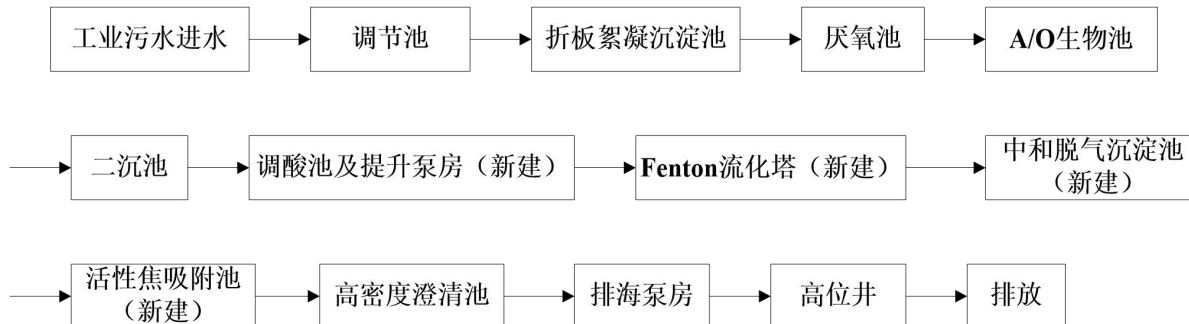 工业污水进水
调节池
折板絮凝沉淀池
厌氧池
A/O生物池
二沉池
调酸池及提升泵房（新建）
Fenton流化塔（新建）
中和脱气沉淀池
（新建）
活性焦吸附池
（新建）
高密度澄清池
排海泵房
高位井
排放